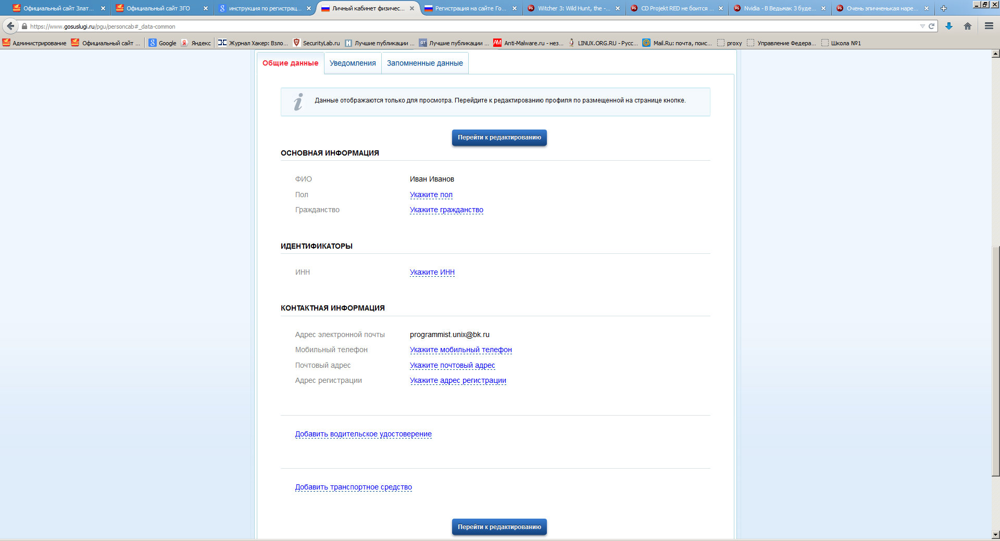 Официальный сайт Злат...
Официальный сайт ЗГО
инструкция по регистрац...
Личный кабинет физичес...
Регистрация на сайте Го...
Witcher 3: Wild Hunt, the -...
CD Projekt RED не боится ...
Nvidia - В Ведьмак 3 буде...
Очень эпичненькая наре...
https://www.gosuslugi.ru/pgu/personcab#_data-common
Администрирование
Официальный сайт ...
Google
Яндекс
Журнал Хакер: Взло...
SecurityLab.ru
Лучшие публикации ...
GT Лучшие публикации ...
AM Anti-Malware.ru - нез...
LINUX.ORG.RU - Русс...
Mail.Ru: почта, поис...
proxy
Управление Федера...
Школа №1
Общие данные
Уведомления
Запомненные данные
Данные отображаются только для просмотра. Перейдите к редактированию профиля по размещенной на странице кнопке.
Перейти к редактированию
ОСНОВНАЯ ИНФОРМАЦИЯ
ФИО Иван Иванов
Пол Укажите пол
Гражданство Укажите гражданство
ИДЕНТИФИКАТОРЫ
ИНН Укажите ИНН
КОНТАКТНАЯ ИНФОРМАЦИЯ
Адрес электронной почты programmist.unix@bk.ru
Мобильный телефон Укажите мобильный телефон
Почтовый адрес Укажите почтовый адрес
Адрес регистрации Укажите адрес регистрации
Добавить водительское удостоверение
Добавить транспортное средство
Перейти к редактированию